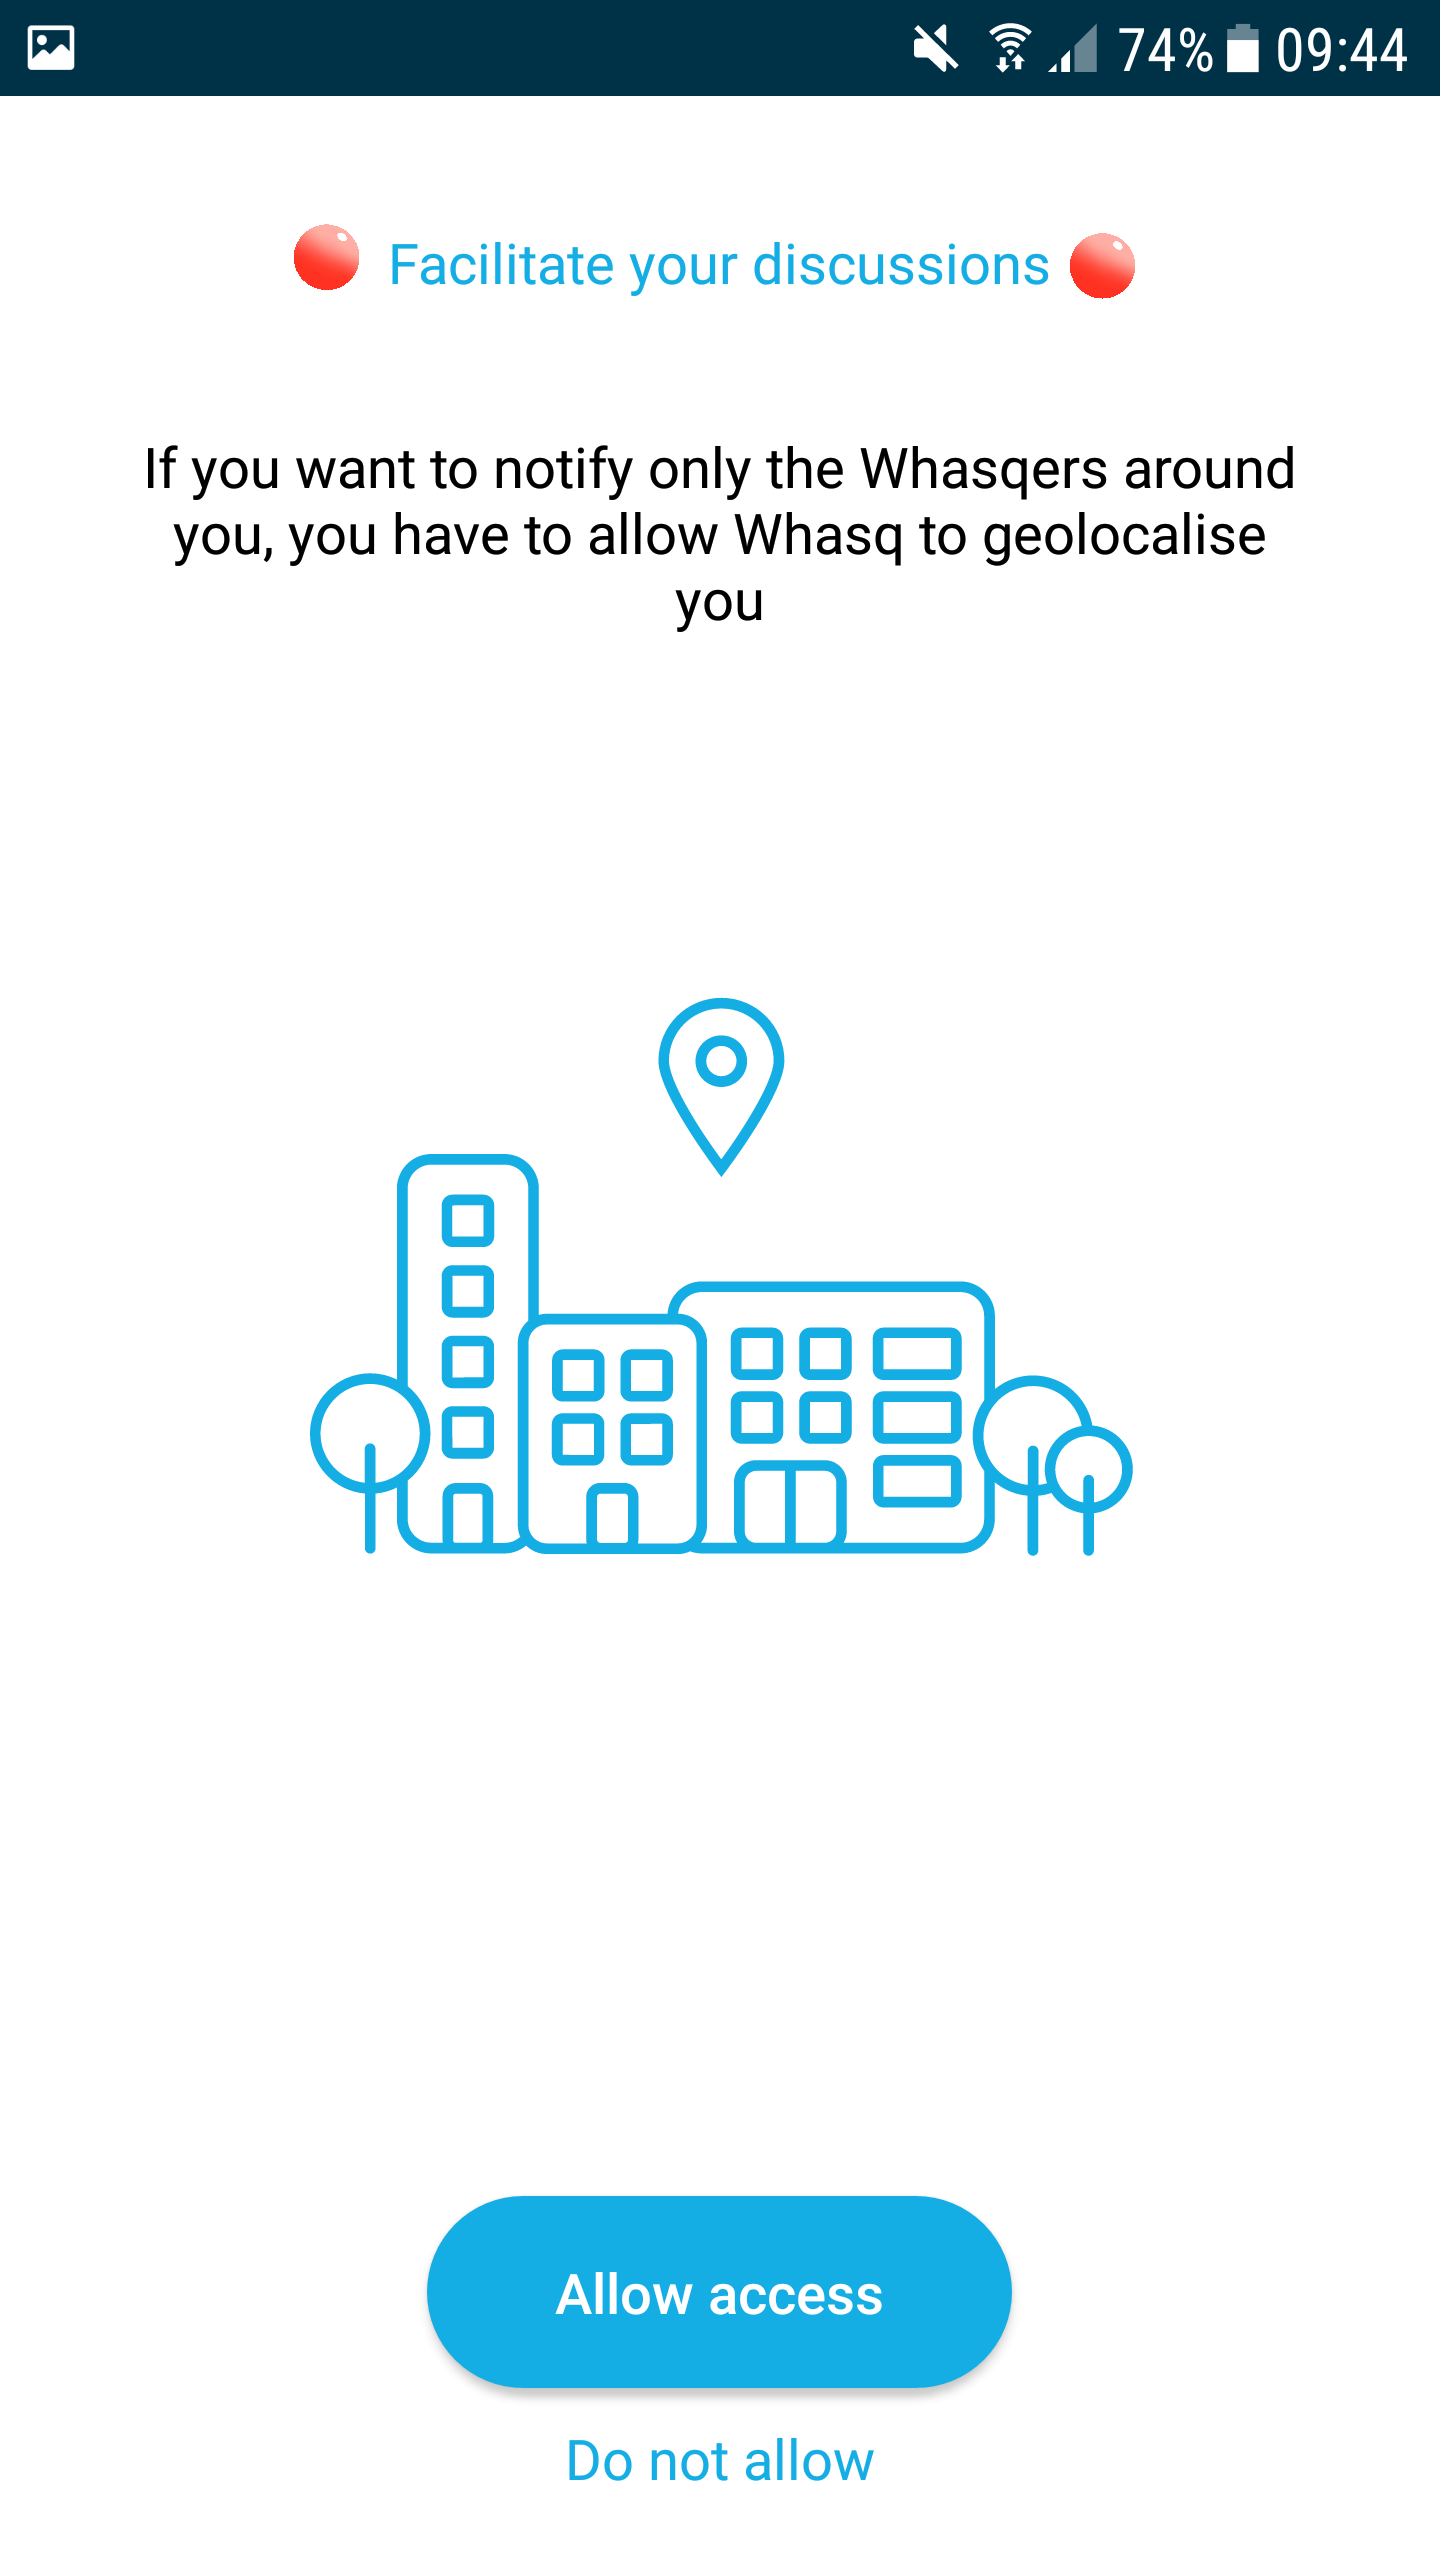 74% 09:44
Facilitate your discussions
If you want to notify only the Whasqers around
you, you have to allow Whasq to geolocalise
you
Allow access
Do not allow